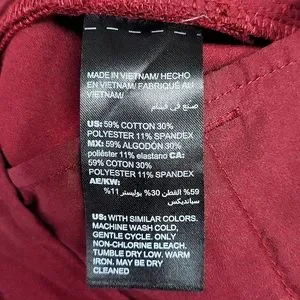 MADE IN VIETNAM/ HECHO
EN VIETNAM/ FABRIQUÉ AU
VIETNAM/
صنع في فيتنام
US: 59% COTTON 30%
POLYESTER 11% SPANDEX
MX: 59% ALGODÓN 30%
poliéster 11% elastano CA:
59% COTTON 30%
POLYESTER 11% SPANDEX
AE/KW:
59% القطن 30% بوليستر 11%
سبانديكس
US: WITH SIMILAR COLORS.
MACHINE WASH COLD,
GENTLE CYCLE. ONLY
NON-CHLORINE BLEACH.
TUMBLE DRY LOW. WARM
IRON. MAY BE DRY
CLEANED